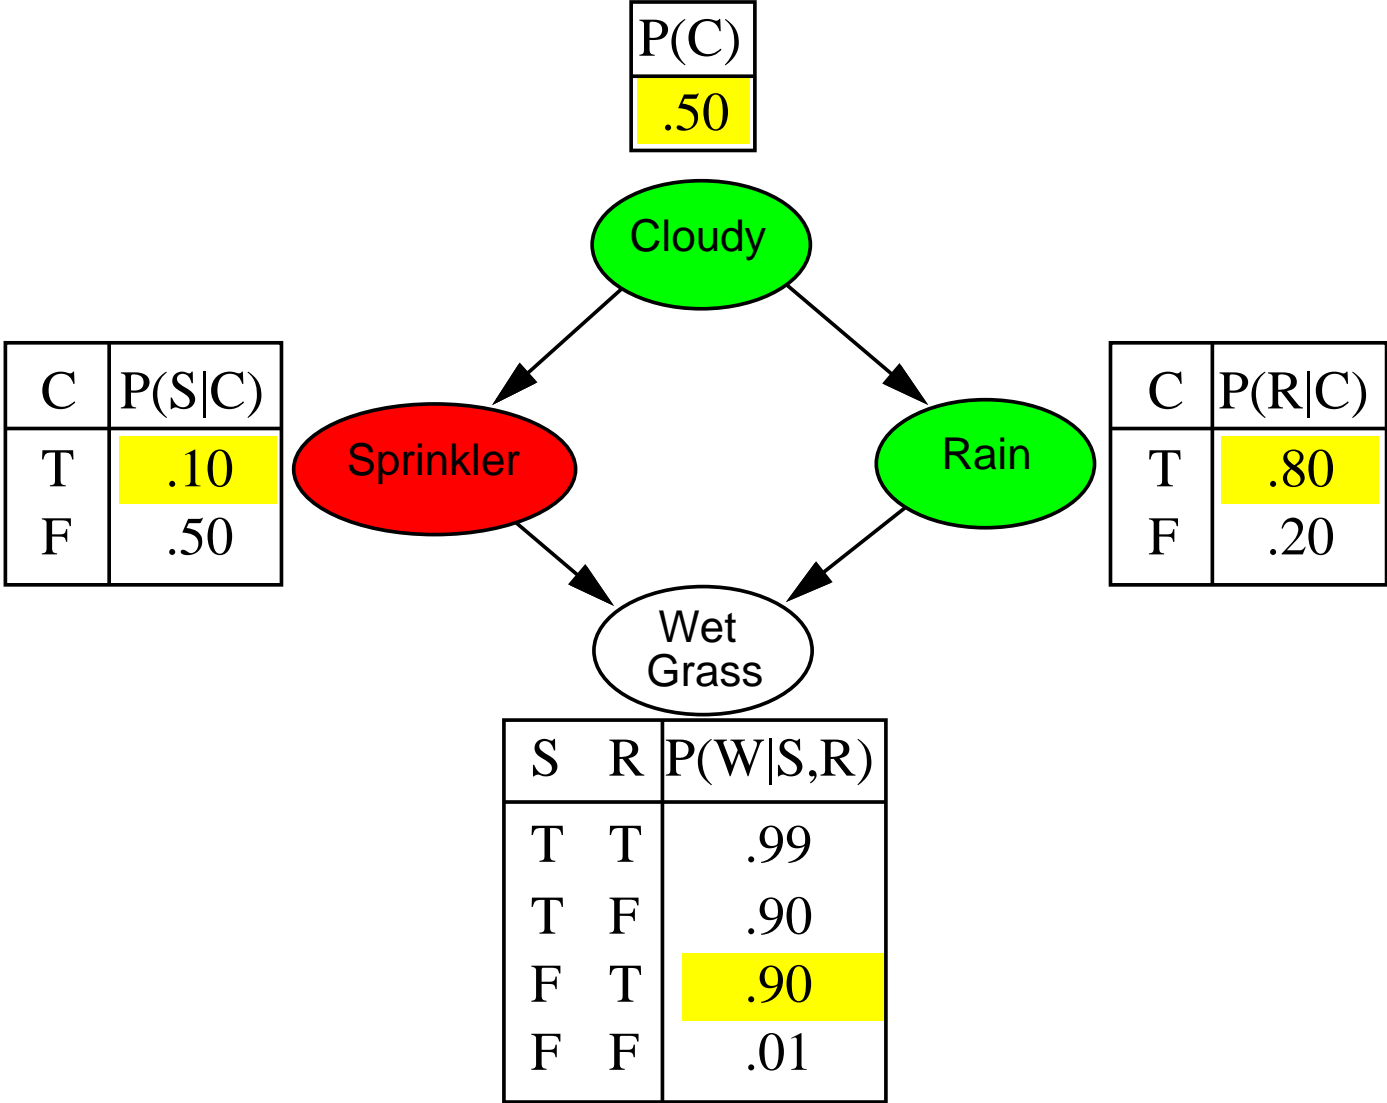 P(C)
.50
Cloudy
C P(S|C)
T .10
F .50
Sprinkler
Rain
C P(R|C)
T .80
F .20
Wet
Grass
S R P(W|S,R)
T T .99
T F .90
F T .90
F F .01